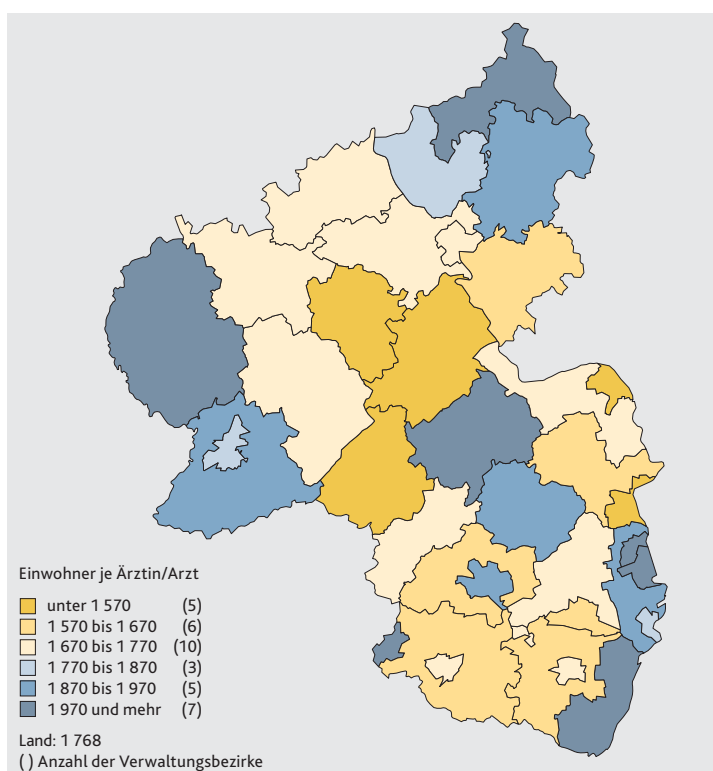 Einwohner je Ärztin/Arzt
unter 1 570 (5)
1 570 bis 1 670 (6)
1 670 bis 1 770 (10)
1 770 bis 1 870 (3)
1 870 bis 1 970 (5)
1 970 und mehr (7)
Land: 1 768
( ) Anzahl der Verwaltungsbezirke